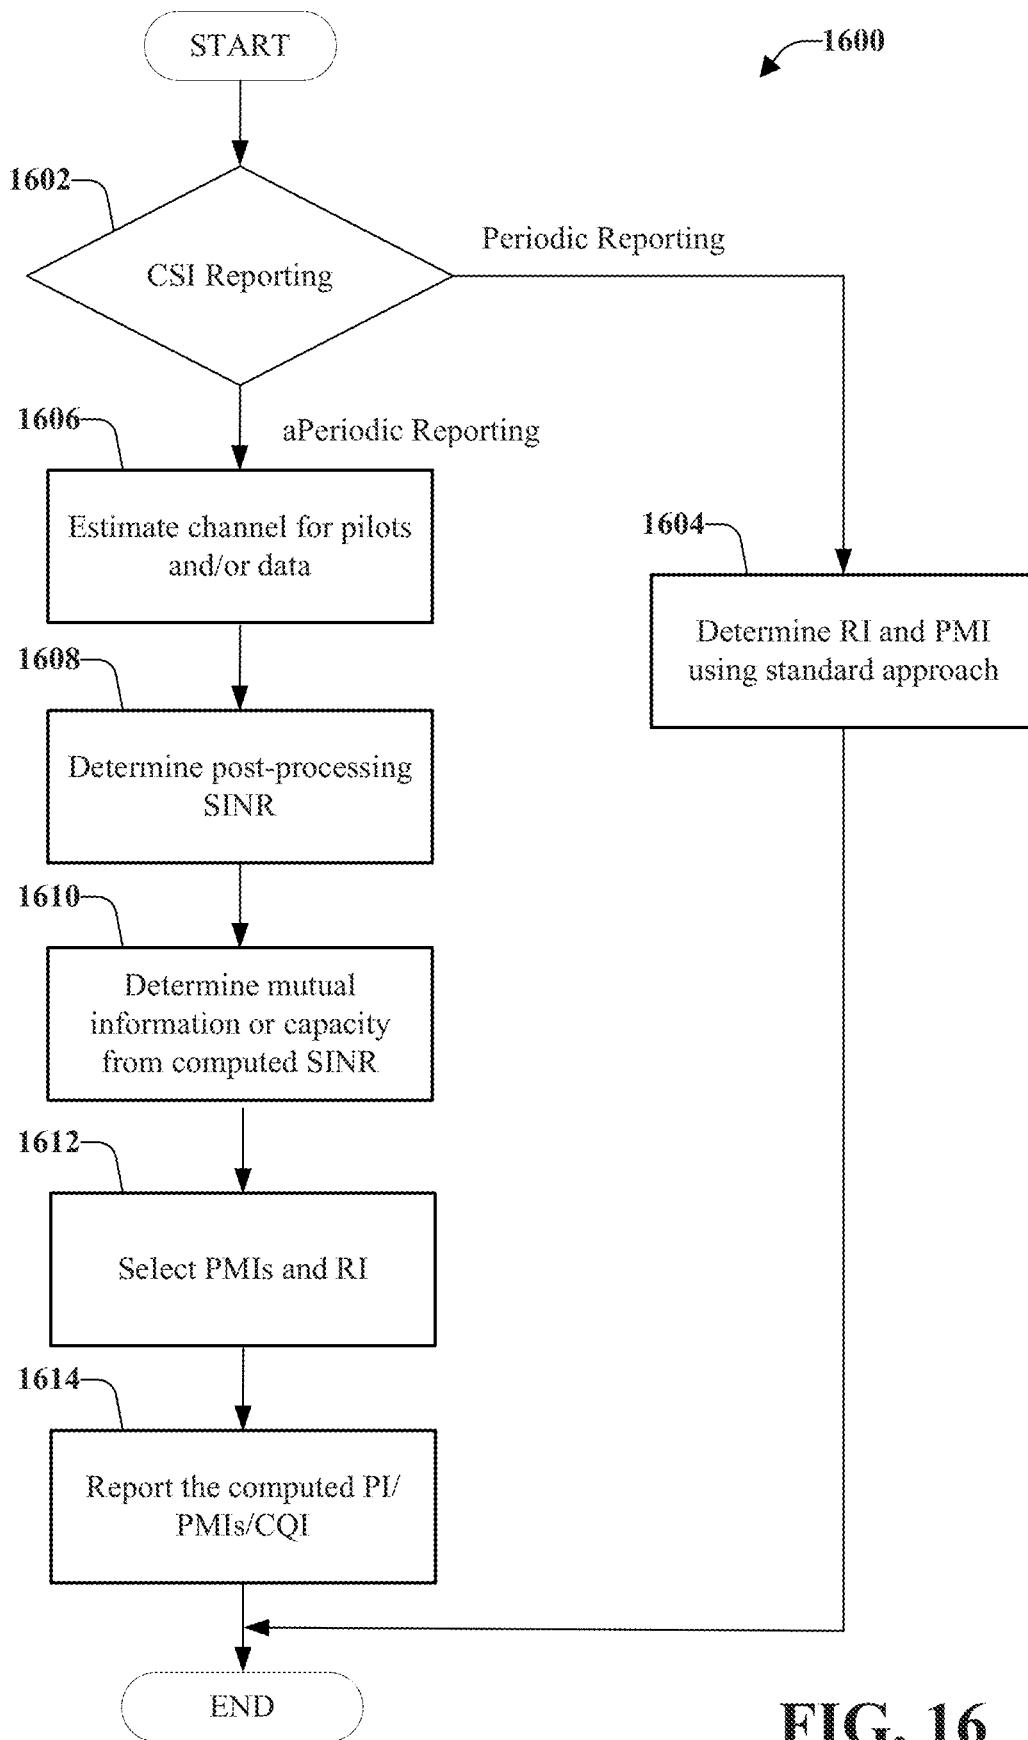 START
1600
1602
CSI Reporting
Periodic Reporting
1606
aPeriodic Reporting
Estimate channel for pilots
and/or data
1604
Determine RI and PMI
using standard approach
1608
Determine post-processing
SINR
1610
Determine mutual
information or capacity
from computed SINR
1612
Select PMIs and RI
1614
Report the computed PI/
PMIs/CQI
END
FIG. 16